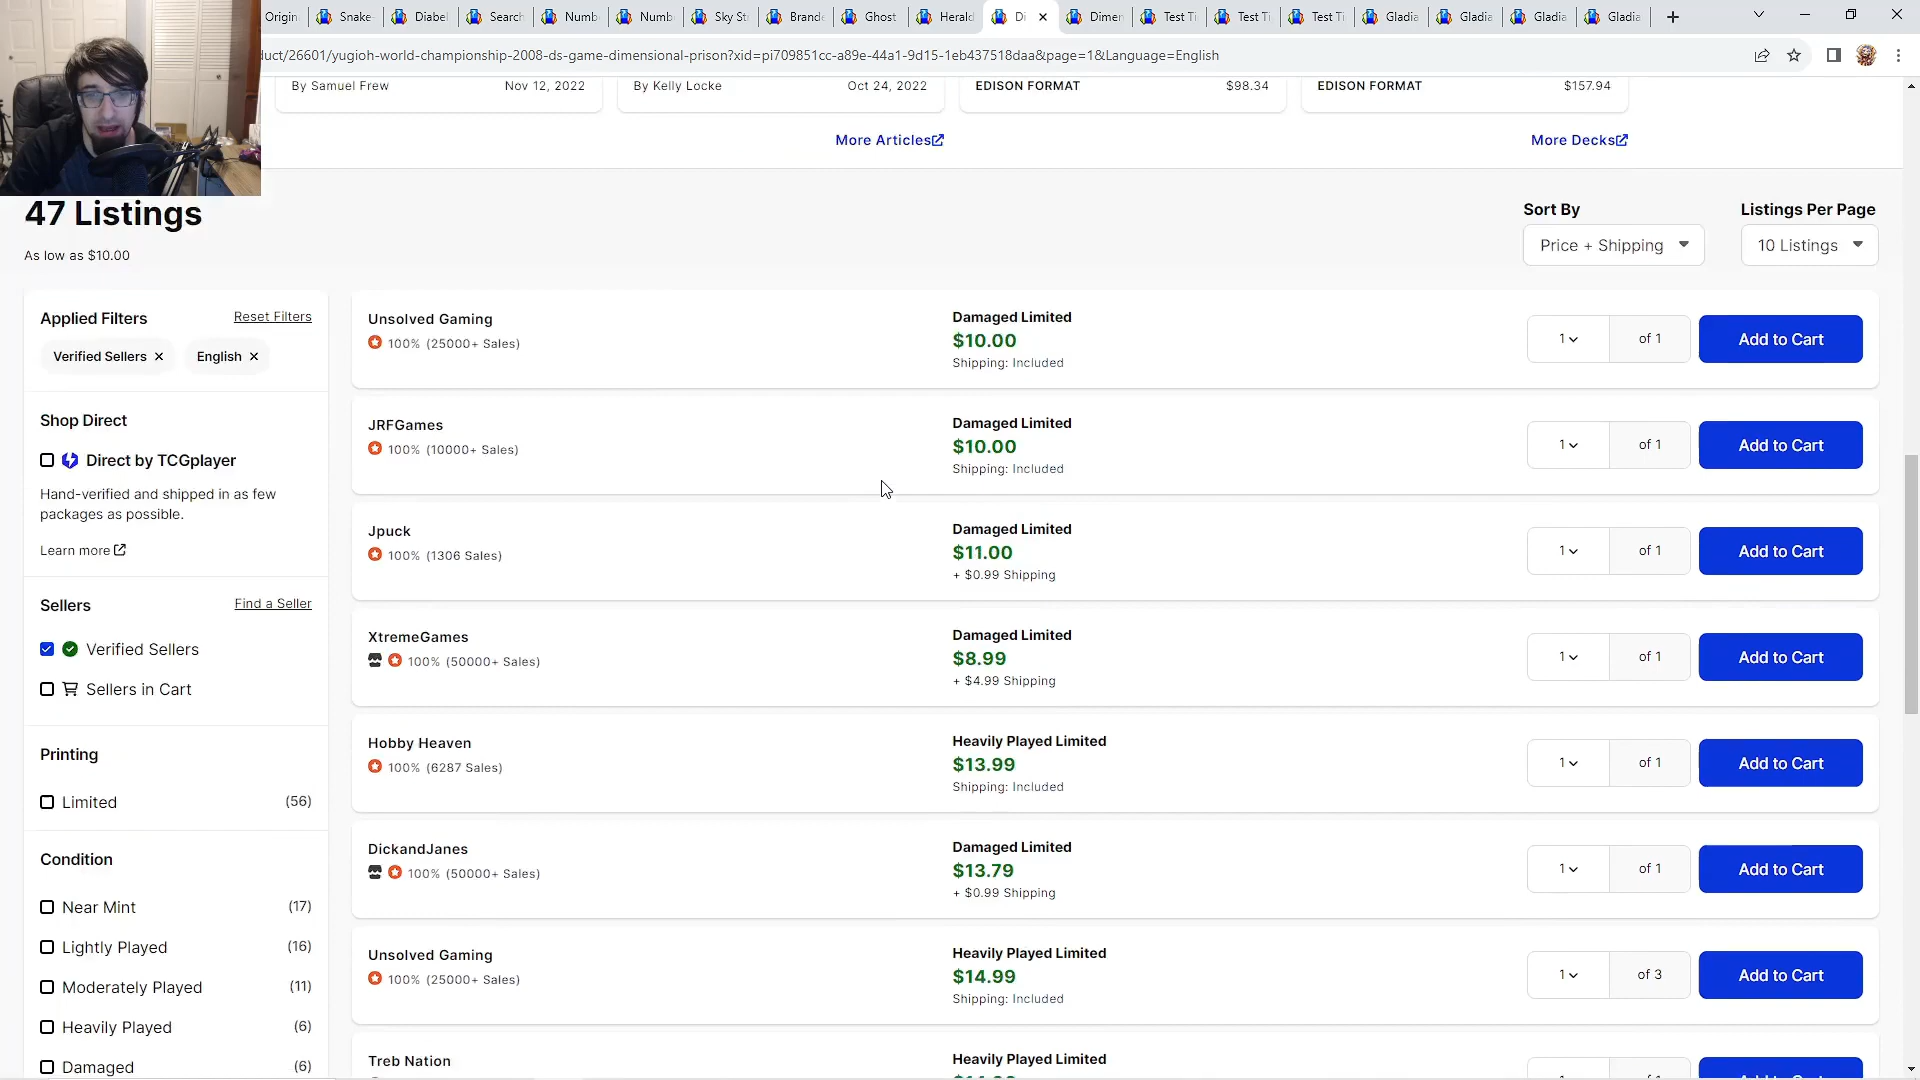 Origin Snake- Diabel Search Numb Numb Sky St Brande Ghost Herald Di Dimen Test Ti Test Ti Test Ti Gladia Gladia Gladia Gladia
duct/26601/yugioh-world-championship-2008-ds-game-dimensional-prison?xid=pi709851cc-a89e-44a1-9d15-1eb437518daa&page=1&Language=English
By Samuel Frew Nov 12, 2022 By Kelly Locke Oct 24, 2022 EDISON FORMAT $98.34 EDISON FORMAT $157.94
More Articles More Decks
47 Listings
As low as $10.00
Sort By
Price + Shipping
Listings Per Page
10 Listings
Applied Filters Reset Filters
Verified Sellers × English ×
Shop Direct
Direct by TCGplayer
Hand-verified and shipped in as few
packages as possible.
Learn more
Sellers Find a Seller
Verified Sellers
Sellers in Cart
Printing
Limited (56)
Condition
Near Mint (17)
Lightly Played (16)
Moderately Played (11)
Heavily Played (6)
Damaged (6)
Unsolved Gaming
100% (25000+ Sales)
Damaged Limited
$10.00
Shipping: Included
1 of 1 Add to Cart
JRFGames
100% (10000+ Sales)
Damaged Limited
$10.00
Shipping: Included
1 of 1 Add to Cart
Jpuck
100% (1306 Sales)
Damaged Limited
$11.00
+ $0.99 Shipping
1 of 1 Add to Cart
XtremeGames
100% (50000+ Sales)
Damaged Limited
$8.99
+ $4.99 Shipping
1 of 1 Add to Cart
Hobby Heaven
100% (6287 Sales)
Heavily Played Limited
$13.99
Shipping: Included
1 of 1 Add to Cart
DickandJanes
100% (50000+ Sales)
Damaged Limited
$13.79
+ $0.99 Shipping
1 of 1 Add to Cart
Unsolved Gaming
100% (25000+ Sales)
Heavily Played Limited
$14.99
Shipping: Included
1 of 3 Add to Cart
Treb Nation
Heavily Played Limited